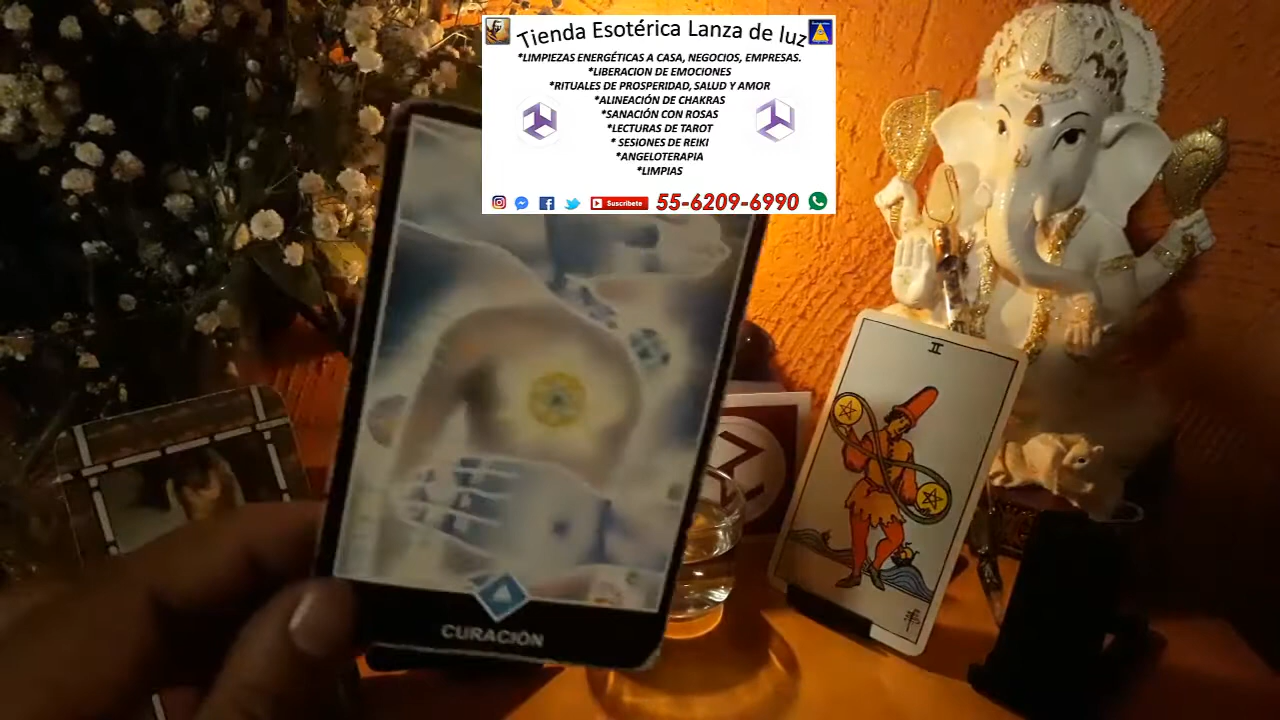 Tienda Esotérica Lanza de luz
*LIMPIEZAS ENERGÉTICAS A CASA, NEGOCIOS, EMPRESAS.
*LIBERACION DE EMOCIONES
*RITUALES DE PROSPERIDAD, SALUD Y AMOR
*ALINEACIÓN DE CHAKRAS
*SANACIÓN CON ROSAS
*LECTURAS DE TAROT
* SESIONES DE REIKI
*ANGELOTERAPIA
*LIMPIAS
Suscríbete 55-6209-6990
II
CURACIÓN